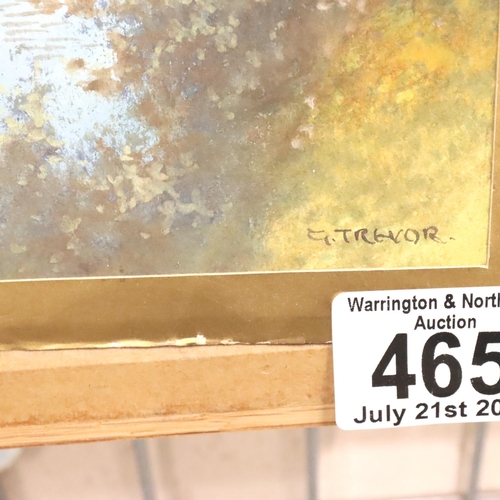 G. TREVOR.
Warrington & North
Auction
465
July 21st 20